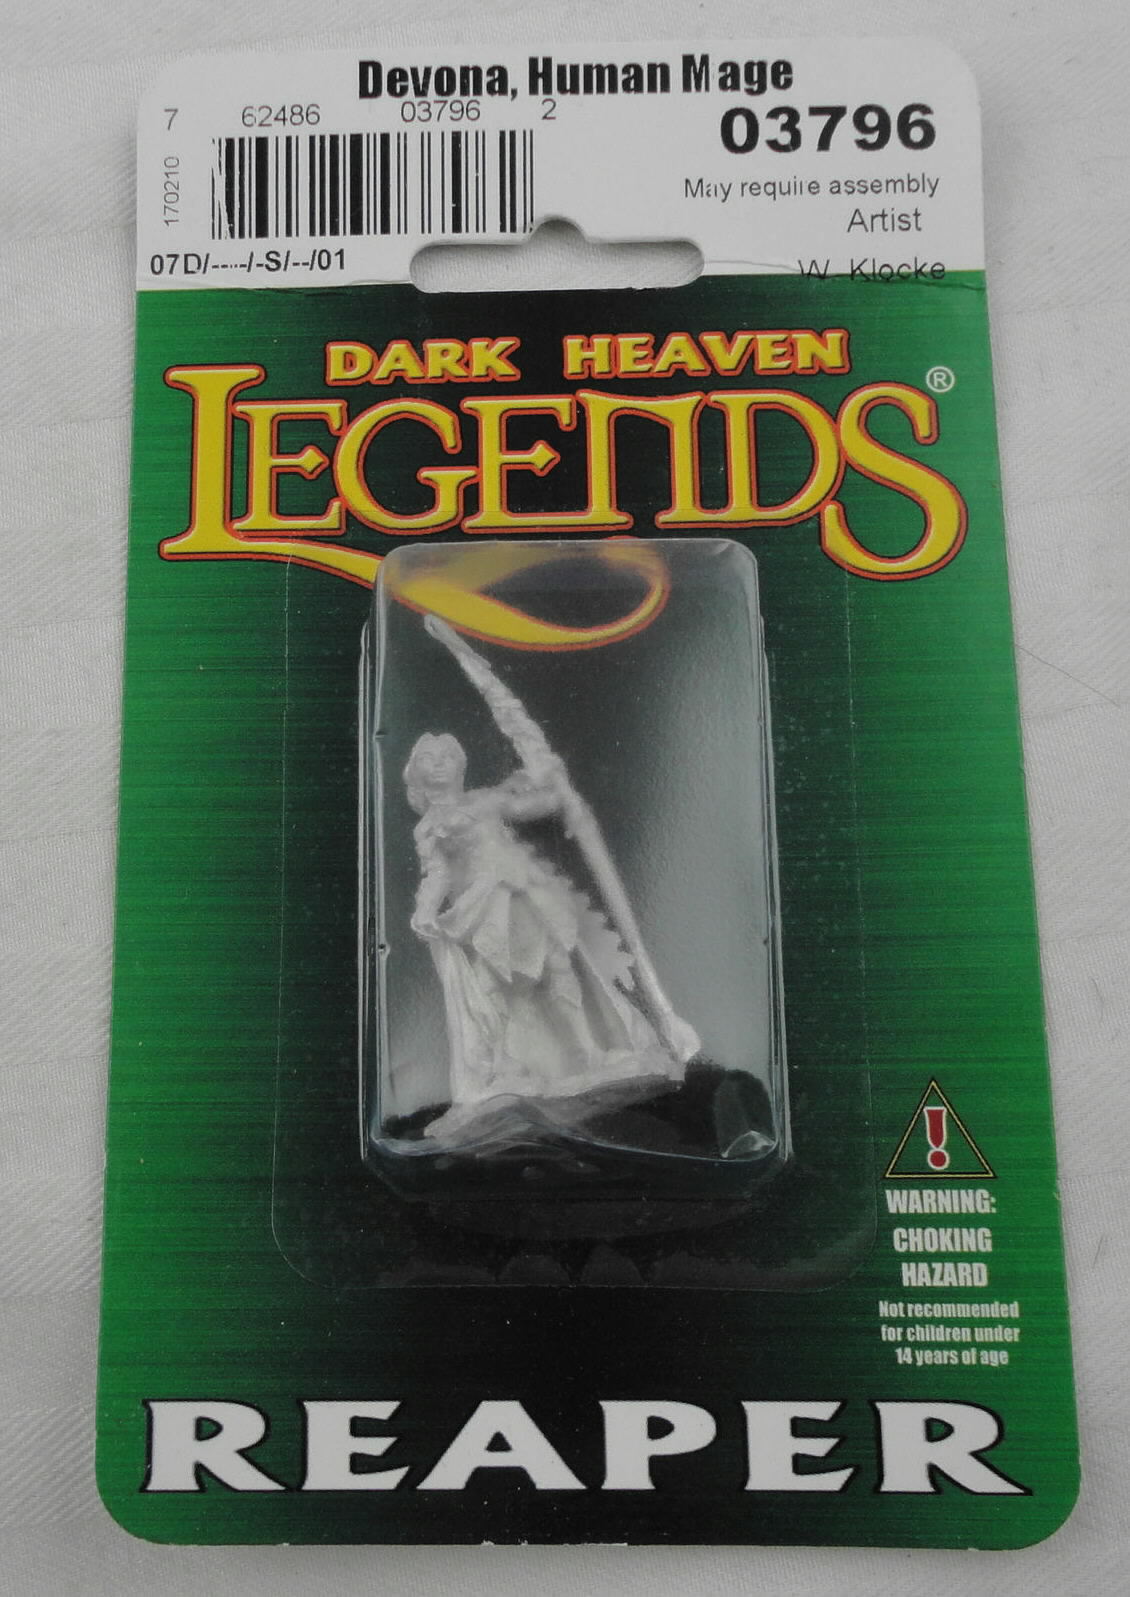 Devona, Human Mage
7 62486 03796 2
03796
170210
May require assembly
Artist
07D/----/-S/--/01
W. Klocke
DARK HEAVEN
LEGENDS®
WARNING:
CHOKING
HAZARD
Not recommended
for children under
14 years of age
REAPER